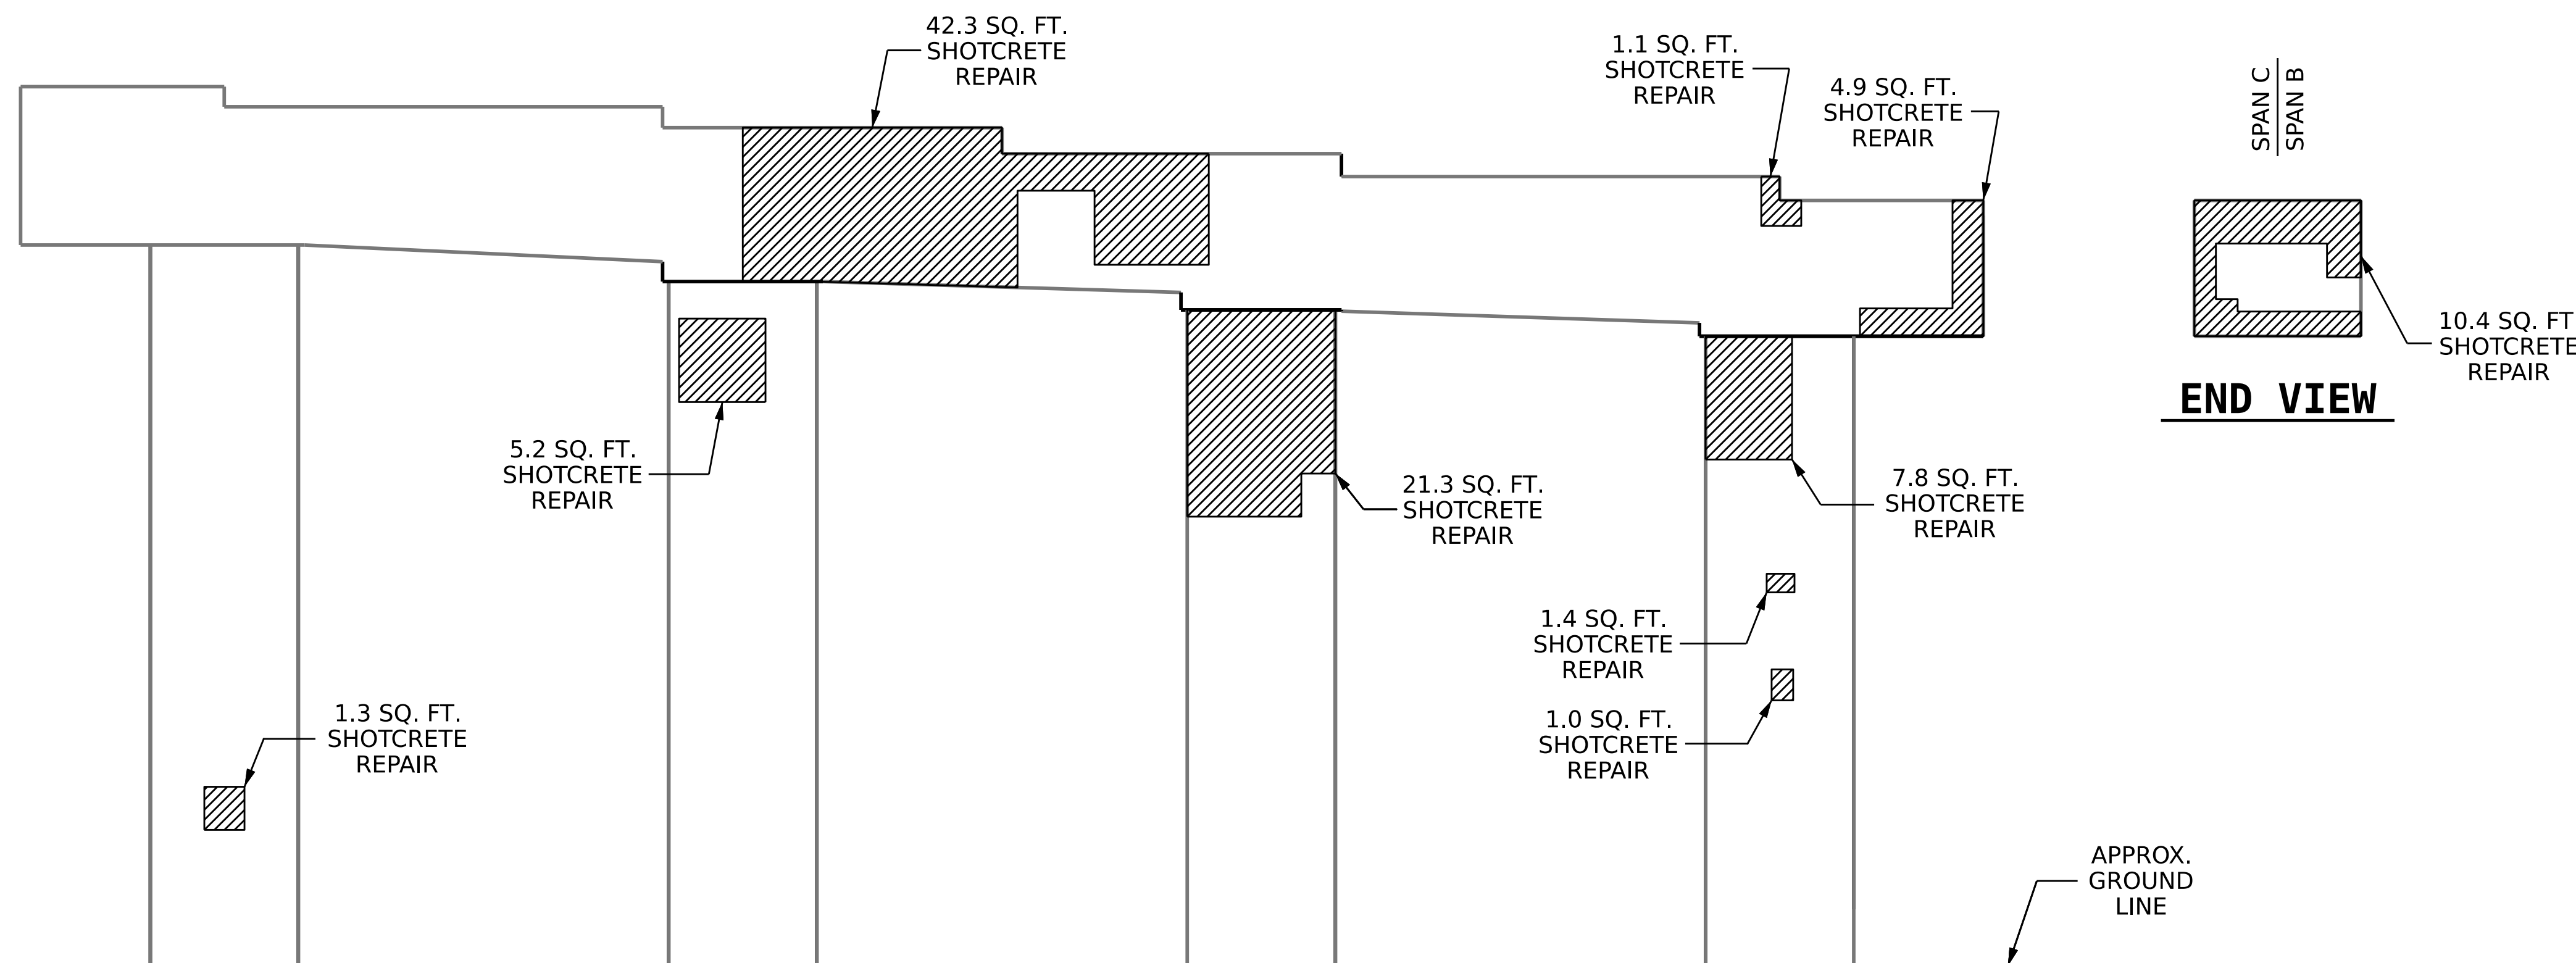 42.3 SQ. FT.
SHOTCRETE
REPAIR
1.1 SQ. FT.
SHOTCRETE
REPAIR
4.9 SQ. FT.
SHOTCRETE
REPAIR
SPAN C
SPAN B
10.4 SQ. FT
SHOTCRETE
REPAIR
END VIEW
5.2 SQ. FT.
SHOTCRETE
REPAIR
21.3 SQ. FT.
SHOTCRETE
REPAIR
7.8 SQ. FT.
SHOTCRETE
REPAIR
1.4 SQ. FT.
SHOTCRETE
REPAIR
1.3 SQ. FT.
SHOTCRETE
REPAIR
1.0 SQ. FT.
SHOTCRETE
REPAIR
APPROX.
GROUND
LINE